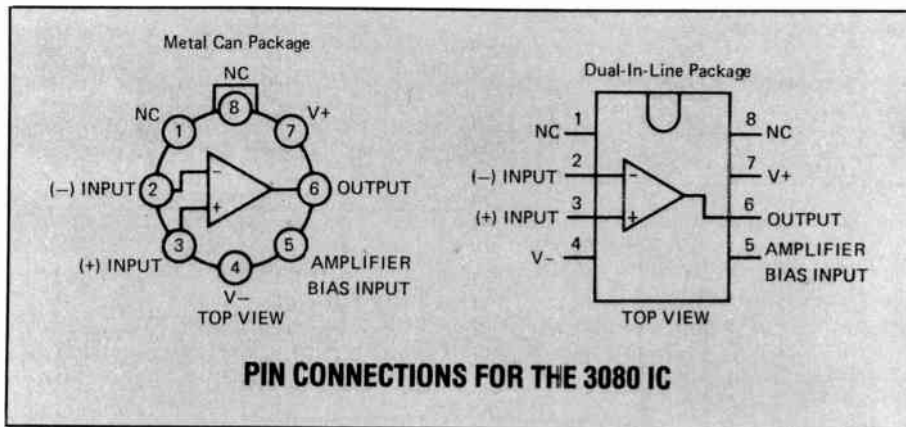 Metal Can Package
NC
8
NC
1
7
V+
(−) INPUT
2
−
6
OUTPUT
+
3
(+) INPUT
5
AMPLIFIER
BIAS INPUT
4
V−
TOP VIEW
Dual-In-Line Package
1
8
NC
NC
2
7
(−) INPUT
−
V+
3
6
(+) INPUT
+
OUTPUT
4
5
V−
AMPLIFIER
BIAS INPUT
TOP VIEW
PIN CONNECTIONS FOR THE 3080 IC